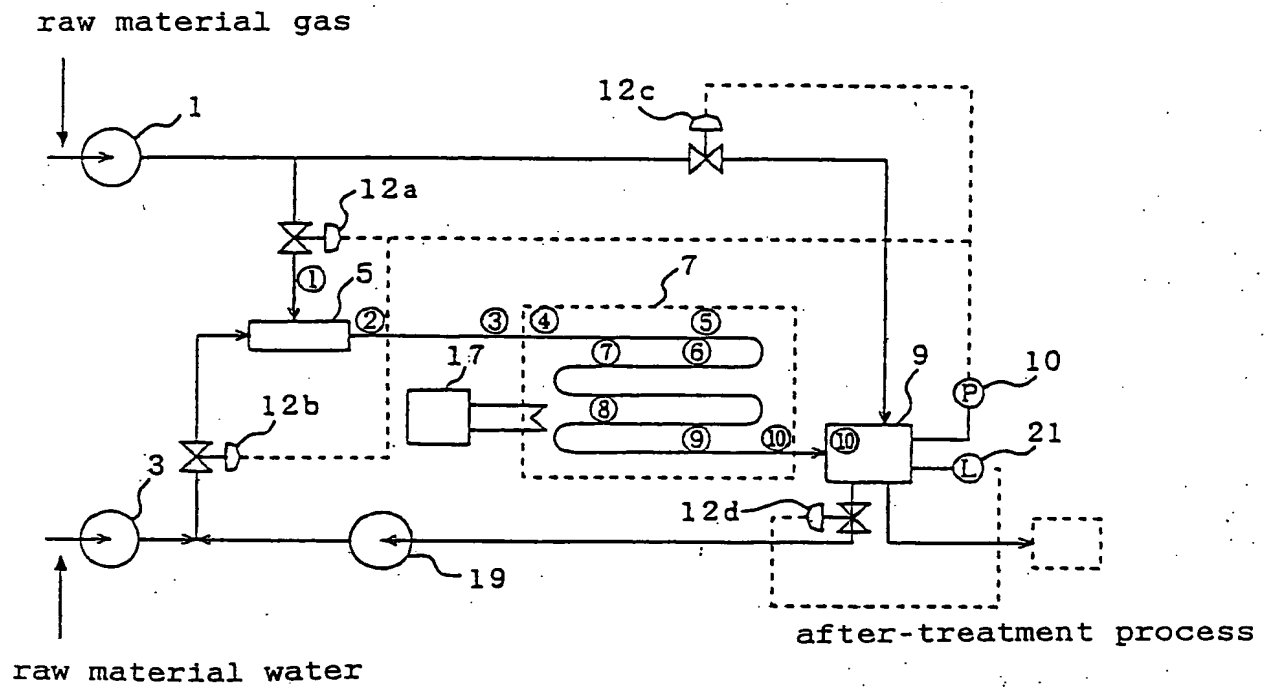 raw material gas
1
12c
12a
① 5
7
② ③ ④ ⑤
⑦ ⑥
17
9
10
P
12b
⑧
21
⑨ ⑩ ⑩
L
3
12d
19
after-treatment process
raw material water